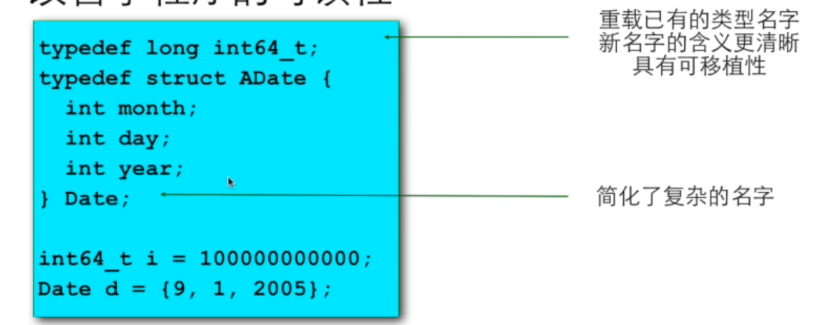 typedef long int64_t;
typedef struct ADate {
int month;
int day;
int year;
} Date;
int64_t i = 100000000000;
Date d = {9, 1, 2005};
重载已有的类型名字
新名字的含义更清晰
具有可移植性
简化了复杂的名字